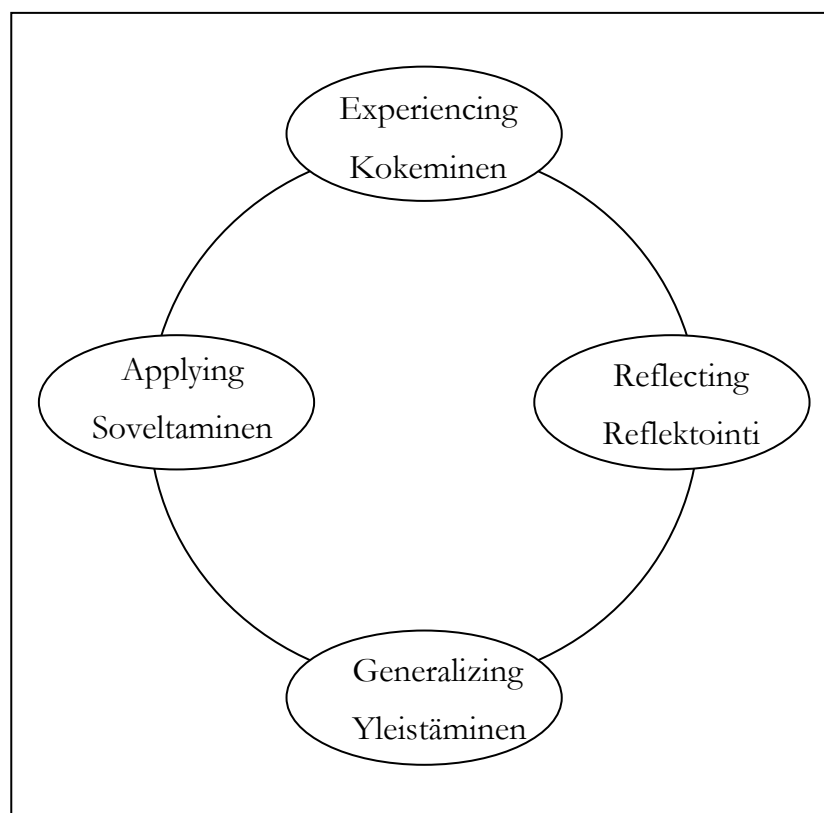 Experiencing
Kokeminen
Applying
Soveltaminen
Reflecting
Reflektointi
Generalizing
Yleistäminen